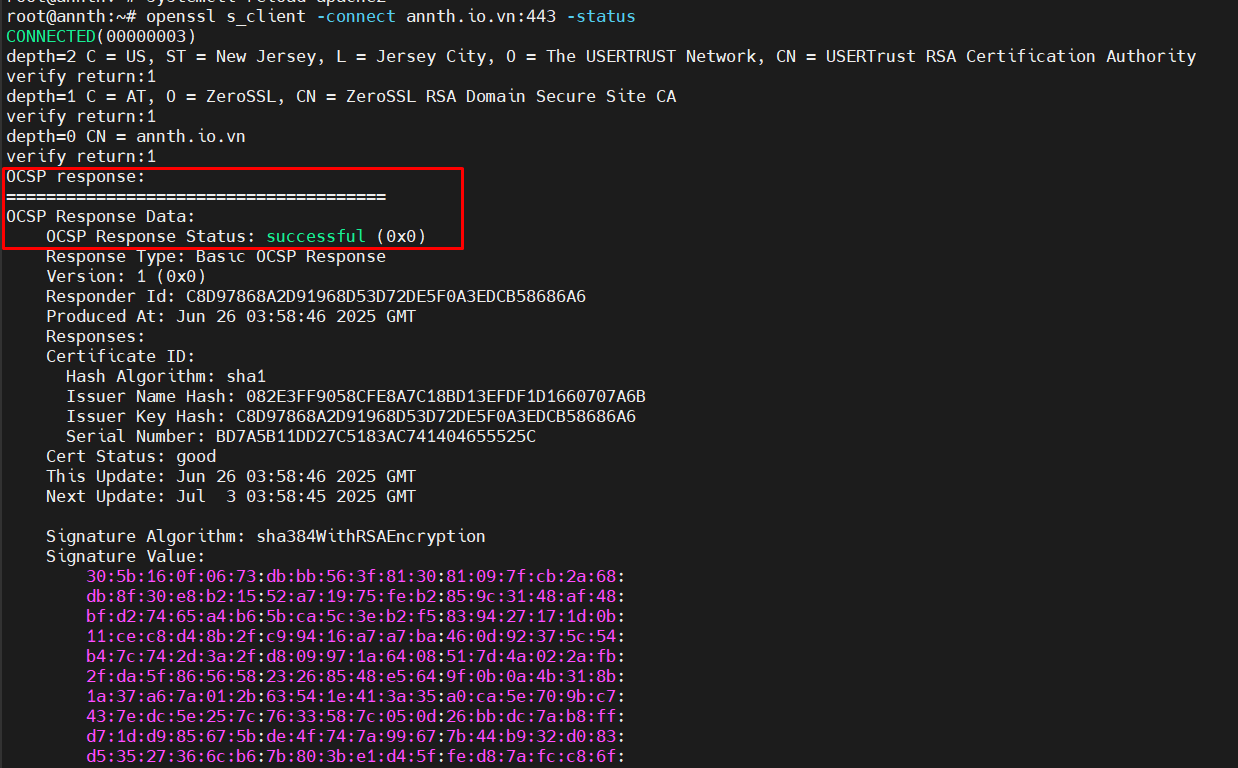 root@annth:~# openssl s_client -connect annth.io.vn:443 -status
CONNECTED(00000003)
depth=2 C = US, ST = New Jersey, L = Jersey City, O = The USERTRUST Network, CN = USERTrust RSA Certification Authority
verify return:1
depth=1 C = AT, O = ZeroSSL, CN = ZeroSSL RSA Domain Secure Site CA
verify return:1
depth=0 CN = annth.io.vn
verify return:1
OCSP response:
======================================
OCSP Response Data:
    OCSP Response Status: successful (0x0)
    Response Type: Basic OCSP Response
    Version: 1 (0x0)
    Responder Id: C8D97868A2D91968D53D72DE5F0A3EDCB58686A6
    Produced At: Jun 26 03:58:46 2025 GMT
    Responses:
    Certificate ID:
      Hash Algorithm: sha1
      Issuer Name Hash: 082E3FF9058CFE8A7C18BD13EFDF1D1660707A6B
      Issuer Key Hash: C8D97868A2D91968D53D72DE5F0A3EDCB58686A6
      Serial Number: BD7A5B11DD27C5183AC741404655525C
    Cert Status: good
    This Update: Jun 26 03:58:46 2025 GMT
    Next Update: Jul  3 03:58:45 2025 GMT

    Signature Algorithm: sha384WithRSAEncryption
    Signature Value:
        30:5b:16:0f:06:73:db:bb:56:3f:81:30:81:09:7f:cb:2a:68:
        db:8f:30:e8:b2:15:52:a7:19:75:fe:b2:85:9c:31:48:af:48:
        bf:d2:74:65:a4:b6:5b:ca:5c:3e:b2:f5:83:94:27:17:1d:0b:
        11:ce:c8:d4:8b:2f:c9:94:16:a7:a7:ba:46:0d:92:37:5c:54:
        b4:7c:74:2d:3a:2f:d8:09:97:1a:64:08:51:7d:4a:02:2a:fb:
        2f:da:5f:86:56:58:23:26:85:48:e5:64:9f:0b:0a:4b:31:8b:
        1a:37:a6:7a:01:2b:63:54:1e:41:3a:35:a0:ca:5e:70:9b:c7:
        43:7e:dc:5e:25:7c:76:33:58:7c:05:0d:26:bb:dc:7a:b8:ff:
        d7:1d:d9:85:67:5b:de:4f:74:7a:99:67:7b:44:b9:32:d0:83:
        d5:35:27:36:6c:b6:7b:80:3b:e1:d4:5f:fe:d8:7a:fc:c8:6f: